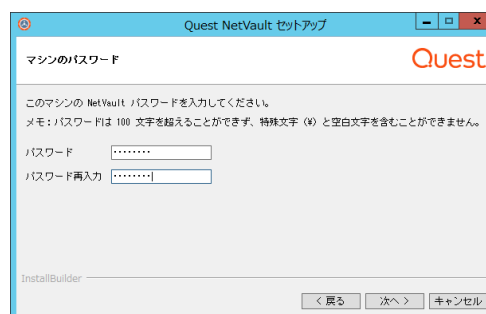 Quest NetVault セットアップ
マシンのパスワード
Quest
このマシンの NetVault パスワードを入力してください。
メモ：パスワードは 100 文字を超えることができず、特殊文字（¥）と空白文字を含むことができません。
パスワード ········
パスワード再入力 ········
InstallBuilder
< 戻る 次へ > キャンセル